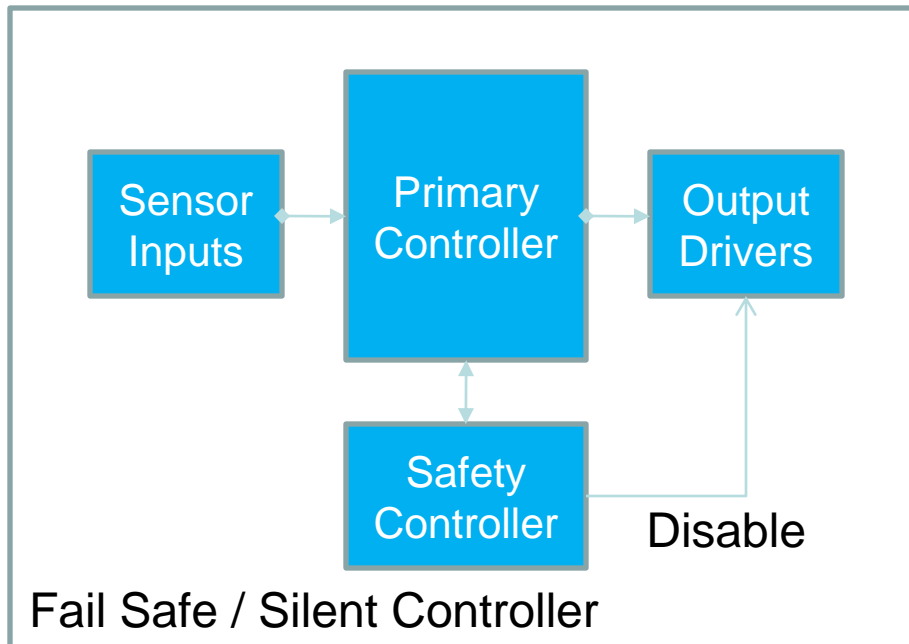 Sensor
Inputs
Primary
Controller
Output
Drivers
Safety
Controller
Disable
Fail Safe / Silent Controller